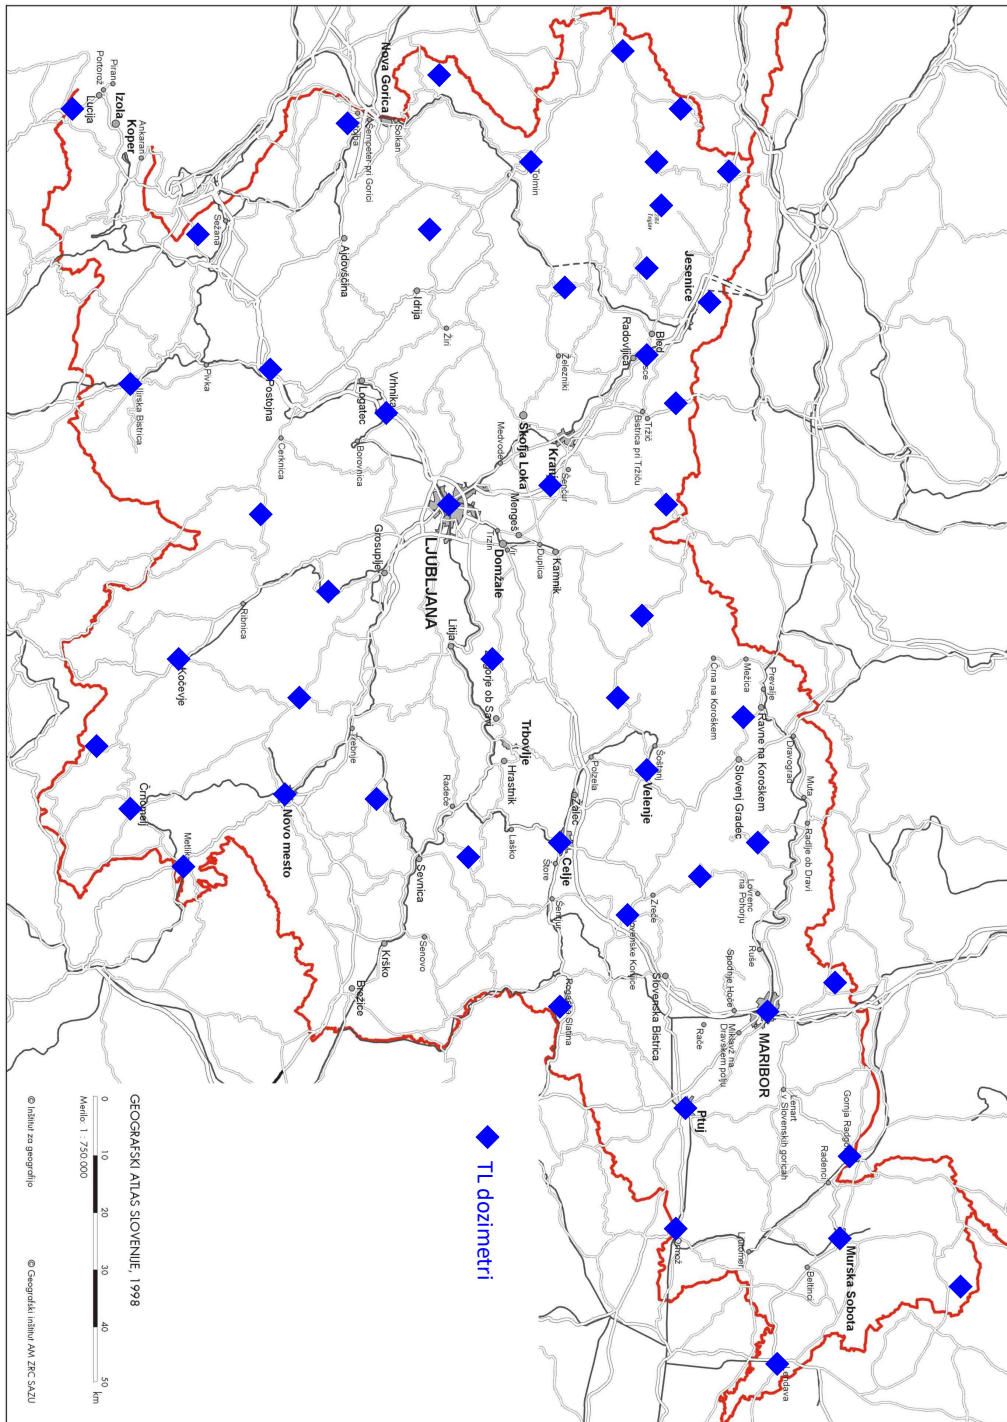 Jesenice
Bled
Radovljica
Tržič
Bistrica pri Tržiču
Železniki
Žiri
Idrija
Tolmin
Solkan
Nova Gorica
Šempeter pri Gorici
Ajdovščina
Sežana
Ankaran
Koper
Izola
Piran
Portorož
Lucija
Pivka
Ilirska Bistrica
Postojna
Cerknica
Logatec
Vrhnika
Borovnica
Škofja Loka
Medvode
Kranj
Šenčur
Mengeš
Trzin
Domžale
Vir
Duplica
Kamnik
LJUBLJANA
Grosuplje
Ribnica
Kočevje
Litija
Zagorje ob Savi
Trbovlje
Hrastnik
Radeče
Laško
Trebnje
Novo mesto
Črnomelj
Metlika
Sevnica
Senovo
Krško
Brežice
Črna na Koroškem
Mežica
Prevalje
Ravne na Koroškem
Dravograd
Slovenj Gradec
Muta
Radlje ob Dravi
Šoštanj
Velenje
Polzela
Žalec
Celje
Štore
Šentjur
Rogaška Slatina
Zreče
Slovenske Konjice
Slovenska Bistrica
Lovrenc
na Pohorju
Ruše
Spodnje Hoče
MARIBOR
Miklavž na
Dravskem polju
Rače
Ptuj
Lenart
v Slovenskih goricah
Gornja Radgona
Radenci
Murska Sobota
Beltinci
Ljutomer
Ormož
Lendava
TL dozimetri
GEOGRAFSKI ATLAS SLOVENIJE, 1998
Merilo: 1 : 750.000
0 10 20 30 40 50 km
© Inštitut za geografijo
© Geografski inštitut AM ZRC SAZU